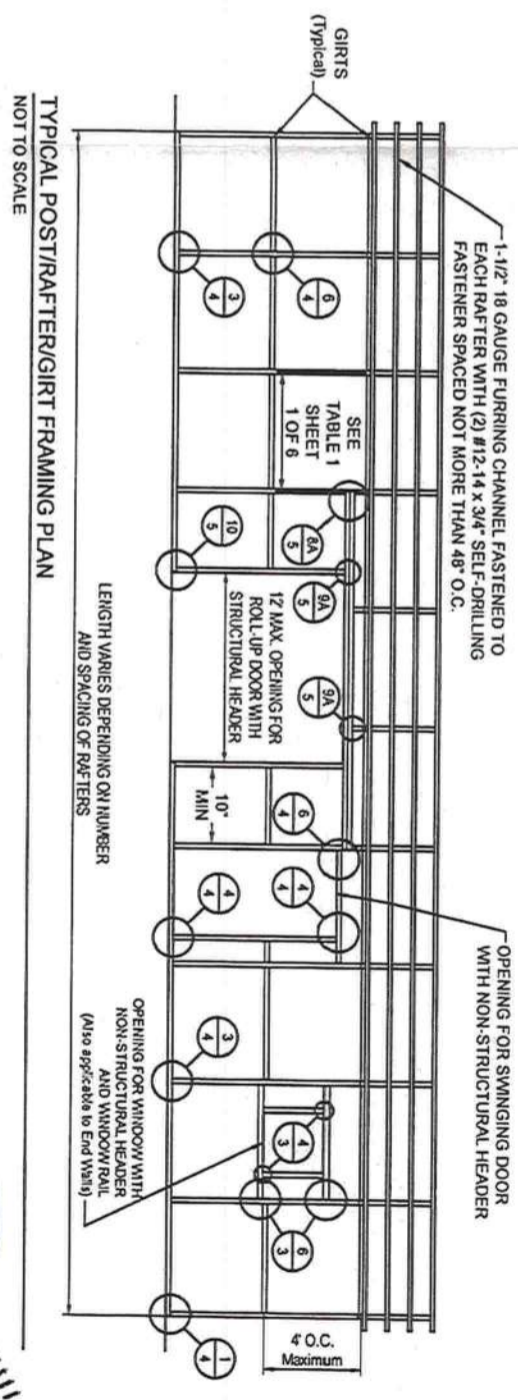 GIRTS
(Typical)
1-1/2" 18 GAUGE FURRING CHANNEL FASTENED TO
EACH RAFTER WITH (2) #12-14 x 3/4" SELF-DRILLING
FASTENER SPACED NOT MORE THAN 48" O.C.
OPENING FOR SWINGING DOOR
WITH NON-STRUCTURAL HEADER
6
4
3
4
SEE
TABLE 1
SHEET
1 OF 6
8A
5
10
5
9A
5
9A
5
12' MAX. OPENING FOR
ROLL-UP DOOR WITH
STRUCTURAL HEADER
6
4
10"
MIN
4
4
4
4
3
4
4
3
6
3
1
4
4' O.C.
Maximum
OPENING FOR WINDOW WITH
NON-STRUCTURAL HEADER
AND WINDOW RAIL
(Also applicable to End Walls)
LENGTH VARIES DEPENDING ON NUMBER
AND SPACING OF RAFTERS
TYPICAL POST/RAFTER/GIRT FRAMING PLAN
NOT TO SCALE